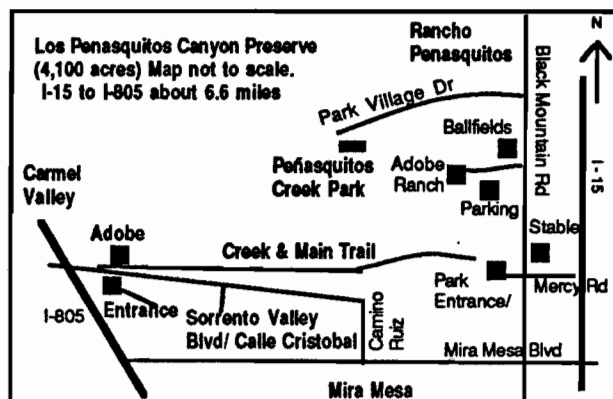 Los Penasquitos Canyon Preserve
(4,100 acres) Map not to scale.
I-15 to I-805 about 6.6 miles
Rancho
Penasquitos
N
Black Mountain Rd
I-15
Park Village Dr
Ballfields
Peñasquitos
Creek Park
Adobe
Ranch
Parking
Carmel
Valley
Adobe
Creek & Main Trail
Stable
Park
Entrance/
Mercy Rd
Entrance
I-805
Sorrento Valley
Blvd/ Calle Cristobal
Camino
Ruiz
Mira Mesa Blvd
Mira Mesa